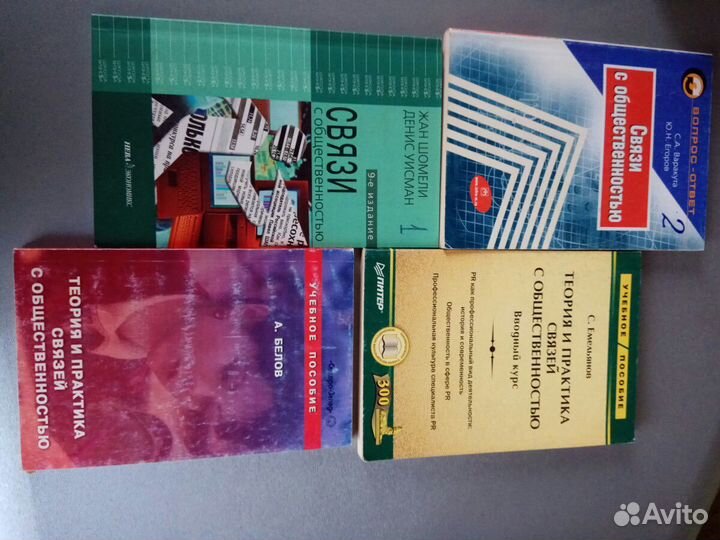 ЖАН ШОМЕЛИ
ДЕНИС УИСМАН
1
9-е издание
СВЯЗИ
С ОБЩЕСТВЕННОСТЬЮ
НЕВА ЭКОНОМИКС
ВОПРОС - ОТВЕТ
С.А. Варакута
Ю.Н. Егоров
2
Связи
с общественностью
УЧЕБНОЕ ПОСОБИЕ
А. БЕЛОВ
ТЕОРИЯ И ПРАКТИКА
СВЯЗЕЙ
С ОБЩЕСТВЕННОСТЬЮ
УЧЕБНОЕ / ПОСОБИЕ
С. Емельянов
ТЕОРИЯ И ПРАКТИКА
СВЯЗЕЙ
С ОБЩЕСТВЕННОСТЬЮ
Вводный курс
PR как профессиональный вид деятельности:
история и современность
Общественность в сфере PR
Профессиональная культура специалиста PR
ПИТЕР
300
Avito